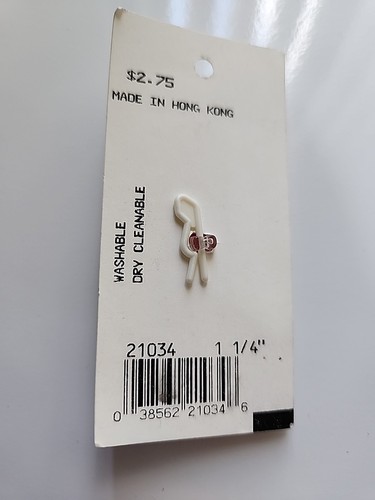 $2.75
MADE IN HONG KONG
WASHABLE
DRY CLEANABLE
21034 1 1/4"
0 38562 21034 6